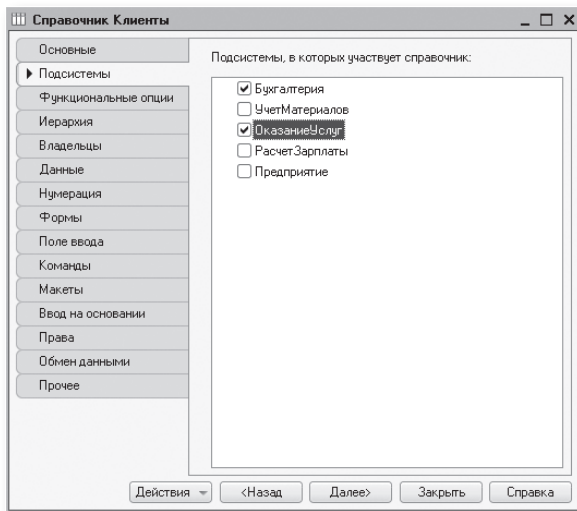 Справочник Клиенты
Основные
Подсистемы
Функциональные опции
Иерархия
Владельцы
Данные
Нумерация
Формы
Поле ввода
Команды
Макеты
Ввод на основании
Права
Обмен данными
Прочее
Подсистемы, в которых участвует справочник:
Бухгалтерия
УчетМатериалов
ОказаниеУслуг
РасчетЗарплаты
Предприятие
Действия
<Назад
Далее>
Закрыть
Справка